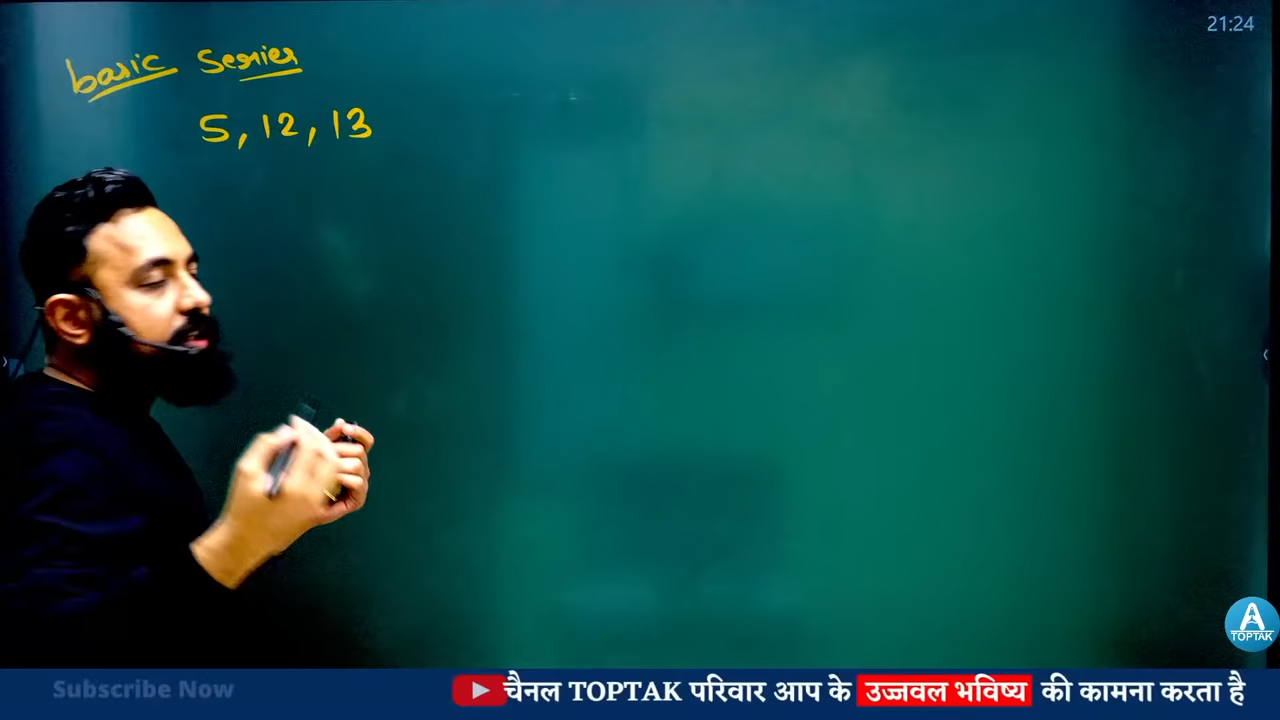 21:24
basic series
5, 12, 13
A
TOPTAK
Subscribe Now
चैनल TOPTAK परिवार आप के उज्जवल भविष्य की कामना करता है